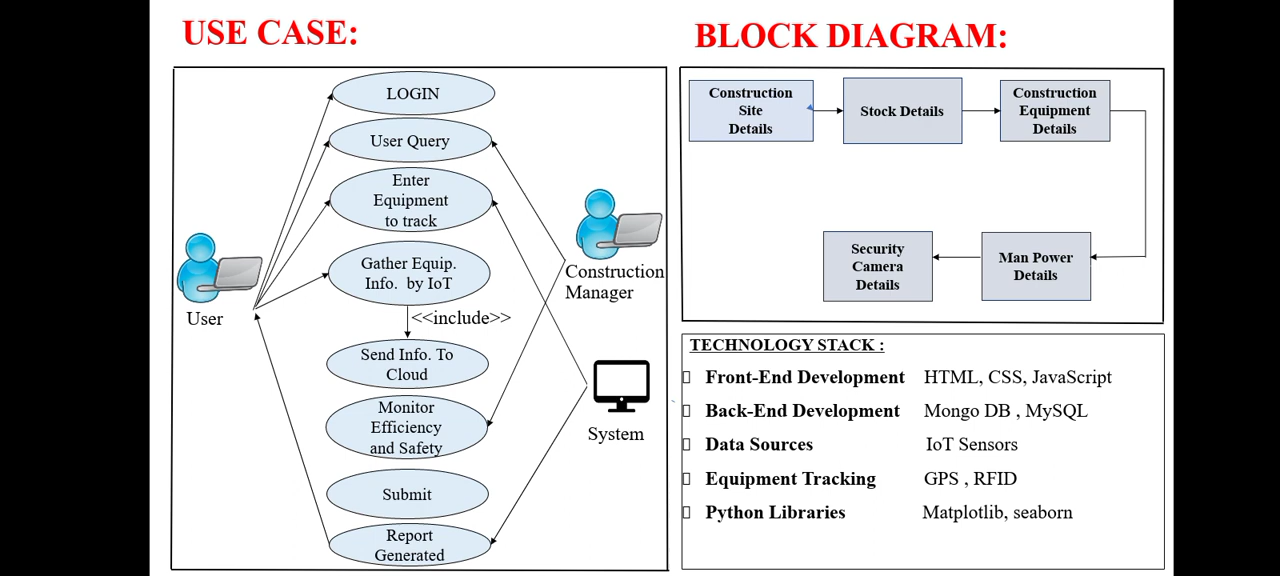 USE CASE:
LOGIN
User Query
Enter
Equipment
to track
Gather Equip.
Info. by IoT
<<include>>
Send Info. To
Cloud
Monitor
Efficiency
and Safety
Submit
Report
Generated
User
Construction
Manager
System
BLOCK DIAGRAM:
Construction
Site
Details
Stock Details
Construction
Equipment
Details
Man Power
Details
Security
Camera
Details
TECHNOLOGY STACK :
Front-End Development HTML, CSS, JavaScript
Back-End Development Mongo DB , MySQL
Data Sources IoT Sensors
Equipment Tracking GPS , RFID
Python Libraries Matplotlib, seaborn